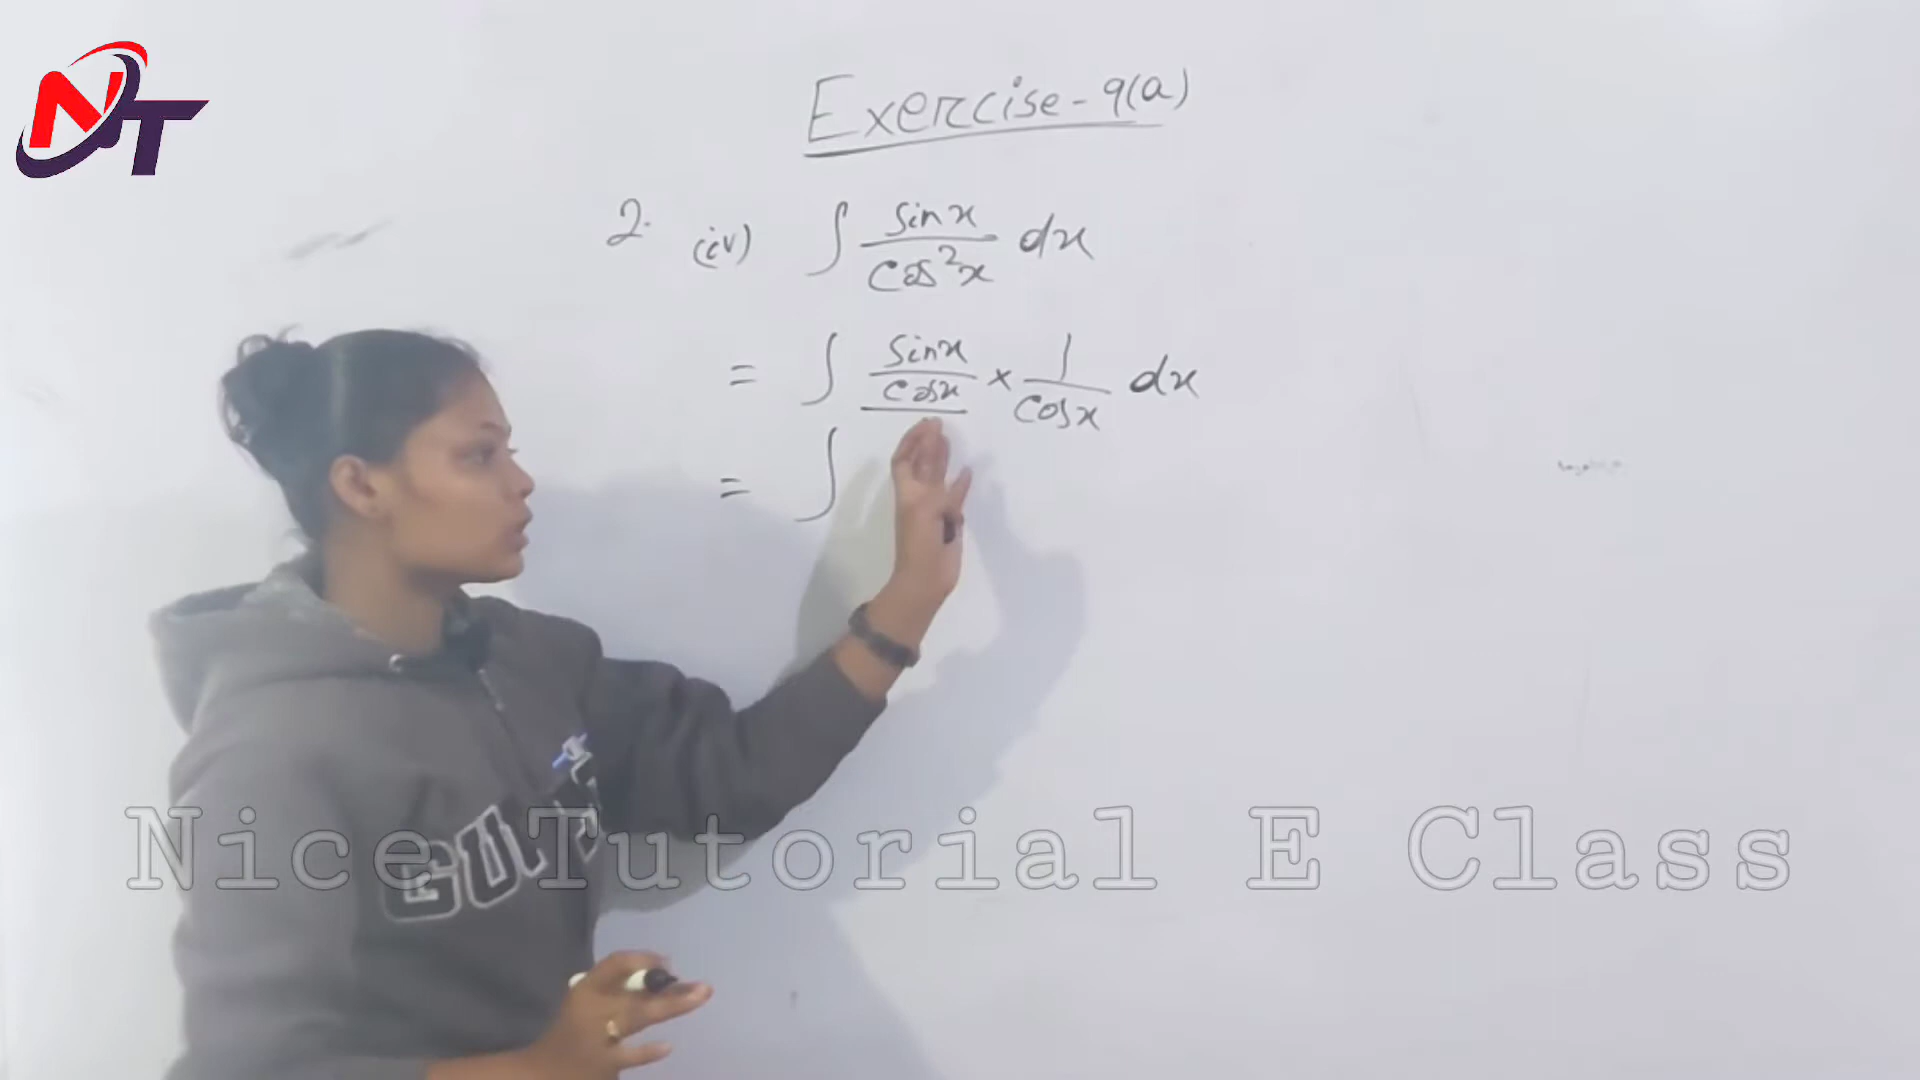 NT
Exercise - 9(a)
2. (iv) ∫ sinx / cos²x dx
= ∫ sinx / cosx × 1 / cosx dx
= ∫
Nice Tutorial E Class